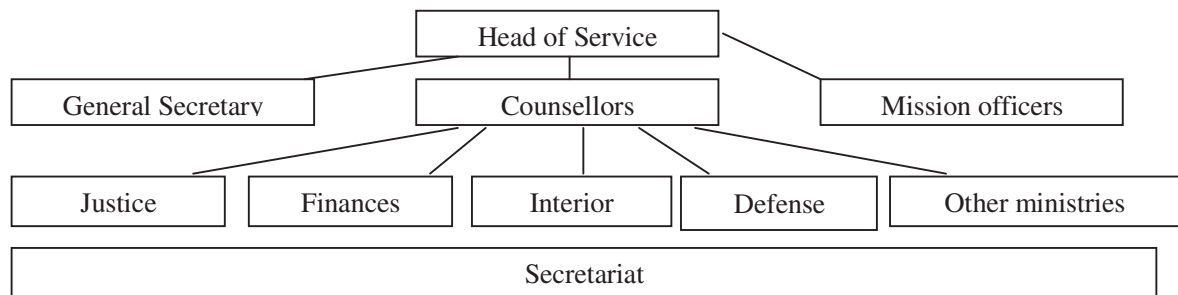 Head of Service
General Secretary
Counsellors
Mission officers
Justice
Finances
Interior
Defense
Other ministries
Secretariat